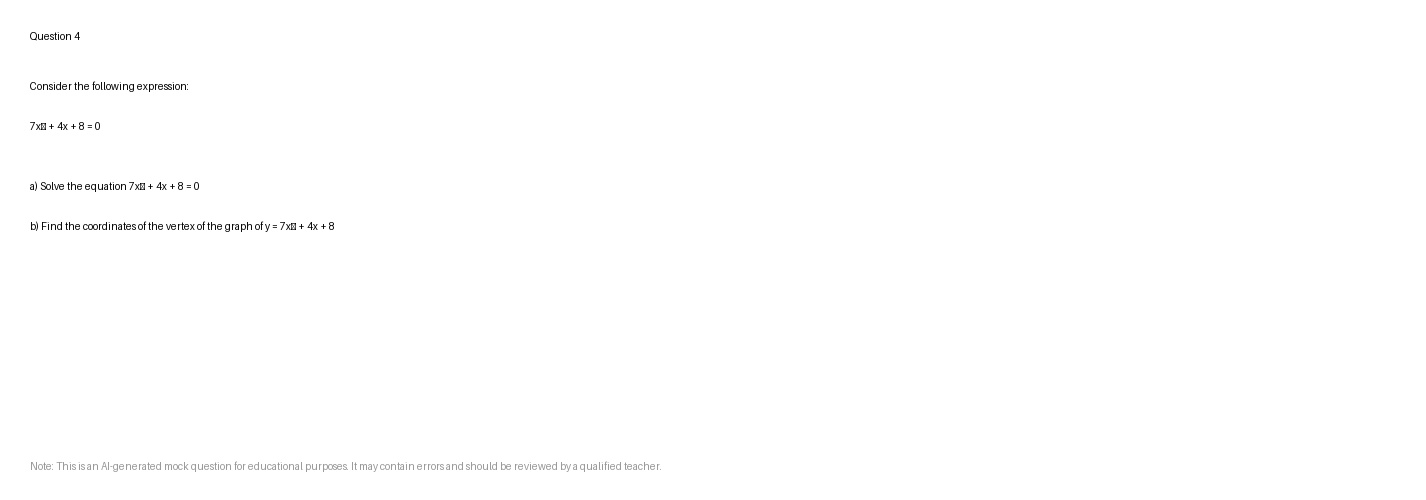 Question 4
Consider the following expression:
7x□ + 4x + 8 = 0
a) Solve the equation 7x□ + 4x + 8 = 0
b) Find the coordinates of the vertex of the graph of y = 7x□ + 4x + 8
Note: This is an AI-generated mock question for educational purposes. It may contain errors and should be reviewed by a qualified teacher.